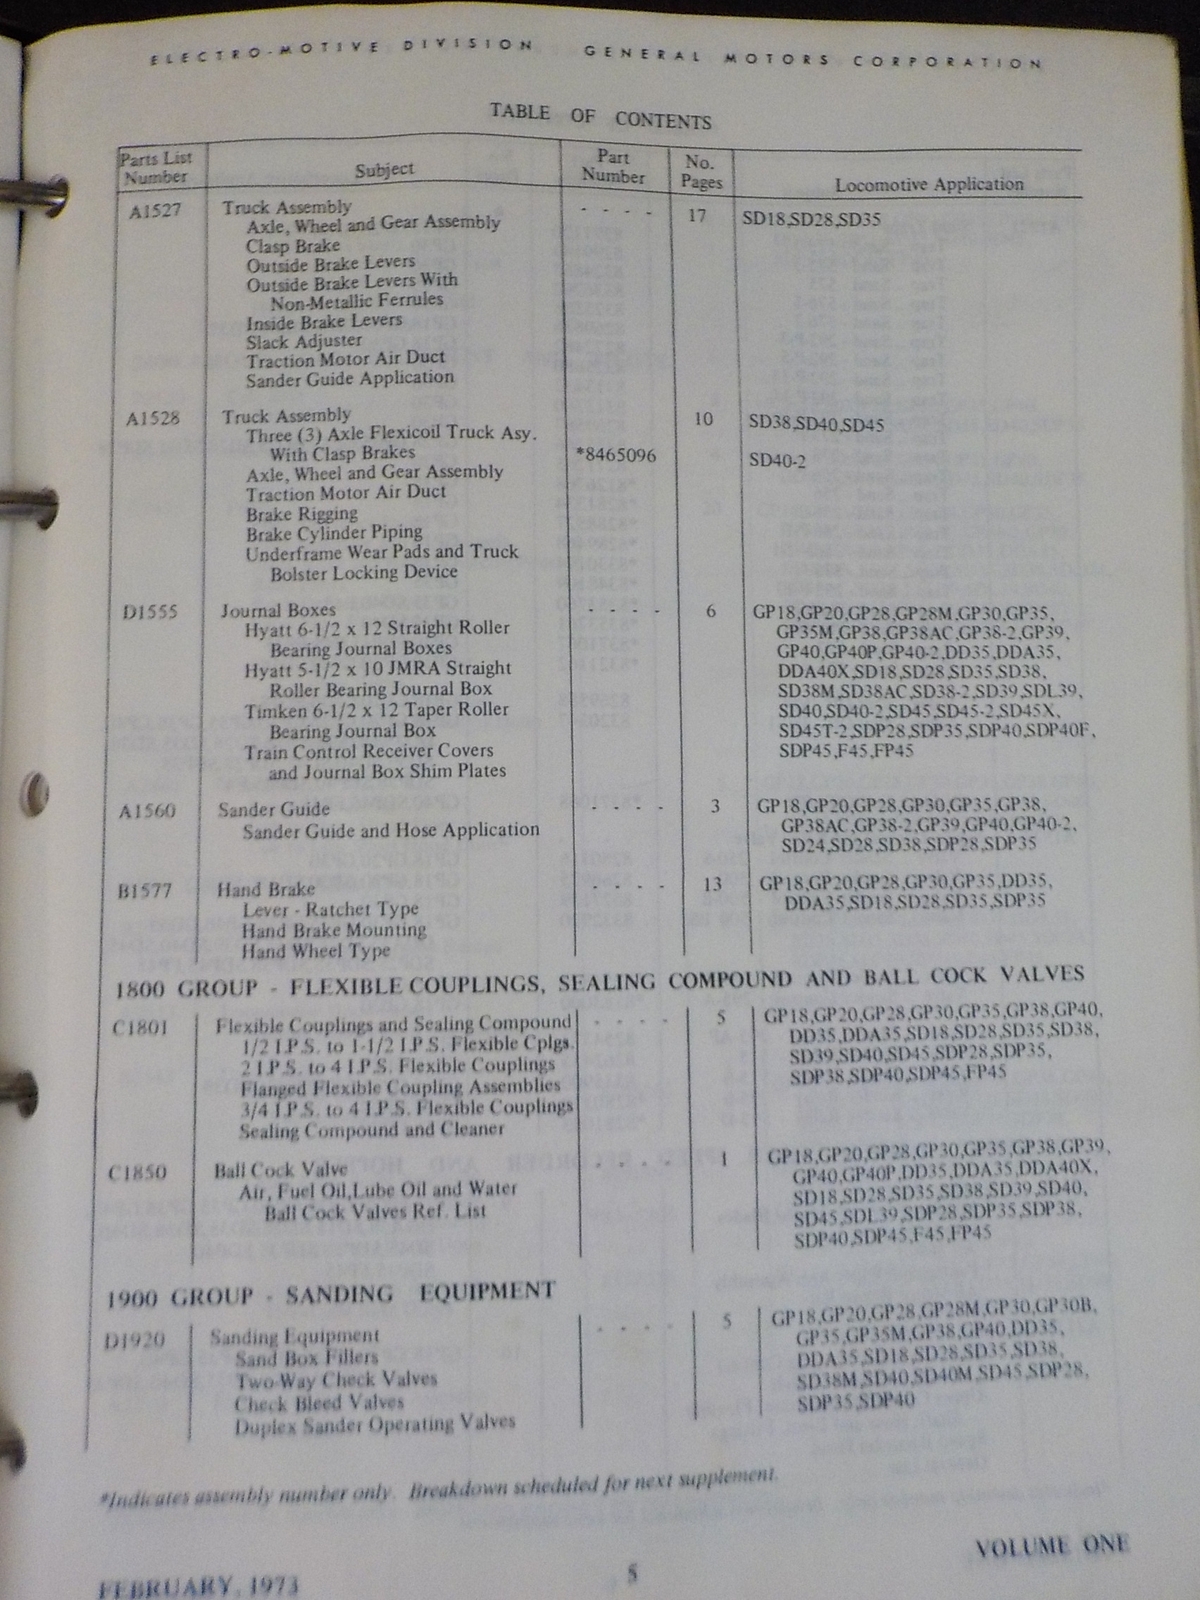 ELECTRO-MOTIVE DIVISION GENERAL MOTORS CORPORATION
TABLE OF CONTENTS
Parts List Number Subject Part Number No. Pages Locomotive Application
A1527 Truck Assembly - - - - 17 SD18,SD28,SD35
Axle, Wheel and Gear Assembly
Clasp Brake
Outside Brake Levers
Outside Brake Levers With
Non-Metallic Ferrules
Inside Brake Levers
Slack Adjuster
Traction Motor Air Duct
Sander Guide Application
A1528 Truck Assembly 10 SD38,SD40,SD45
Three (3) Axle Flexicoil Truck Asy.
With Clasp Brakes *8465096 SD40-2
Axle, Wheel and Gear Assembly
Traction Motor Air Duct
Brake Rigging
Brake Cylinder Piping
Underframe Wear Pads and Truck
Bolster Locking Device
D1555 Journal Boxes - - - - 6 GP18,GP20,GP28,GP28M,GP30,GP35,
Hyatt 6-1/2 x 12 Straight Roller GP35M,GP38,GP38AC,GP38-2,GP39,
Bearing Journal Boxes GP40,GP40P,GP40-2,DD35,DDA35,
Hyatt 5-1/2 x 10 JMRA Straight DDA40X,SD18,SD28,SD35,SD38,
Roller Bearing Journal Box SD38M,SD38AC,SD38-2,SD39,SDL39,
Timken 6-1/2 x 12 Taper Roller SD40,SD40-2,SD45,SD45-2,SD45X,
Bearing Journal Box SD45T-2,SDP28,SDP35,SDP40,SDP40F,
Train Control Receiver Covers SDP45,F45,FP45
and Journal Box Shim Plates
A1560 Sander Guide - - - - 3 GP18,GP20,GP28,GP30,GP35,GP38,
Sander Guide and Hose Application GP38AC,GP38-2,GP39,GP40,GP40-2,
SD24,SD28,SD38,SDP28,SDP35
B1577 Hand Brake - - - - 13 GP18,GP20,GP28,GP30,GP35,DD35,
Lever - Ratchet Type DDA35,SD18,SD28,SD35,SDP35
Hand Brake Mounting
Hand Wheel Type
1800 GROUP - FLEXIBLE COUPLINGS, SEALING COMPOUND AND BALL COCK VALVES
C1801 Flexible Couplings and Sealing Compound - - - - 5 GP18,GP20,GP28,GP30,GP35,GP38,GP40,
1/2 I.P.S. to 1-1/2 I.P.S. Flexible Cplgs. DD35,DDA35,SD18,SD28,SD35,SD38,
2 I.P.S. to 4 I.P.S. Flexible Couplings SD39,SD40,SD45,SDP28,SDP35,
Flanged Flexible Coupling Assemblies SDP38,SDP40,SDP45,FP45
3/4 I.P.S. to 4 I.P.S. Flexible Couplings
Sealing Compound and Cleaner
C1850 Ball Cock Valve - - - - 1 GP18,GP20,GP28,GP30,GP35,GP38,GP39,
Air, Fuel Oil,Lube Oil and Water GP40,GP40P,DD35,DDA35,DDA40X,
Ball Cock Valves Ref. List SD18,SD28,SD35,SD38,SD39,SD40,
SD45,SDL39,SDP28,SDP35,SDP38,
SDP40,SDP45,F45,FP45
1900 GROUP - SANDING EQUIPMENT
D1920 Sanding Equipment - - - - 5 GP18,GP20,GP28,GP28M,GP30,GP30B,
Sand Box Fillers GP35,GP35M,GP38,GP40,DD35,
Two-Way Check Valves DDA35,SD18,SD28,SD35,SD38,
Check Bleed Valves SD38M,SD40,SD40M,SD45,SDP28,
Duplex Sander Operating Valves SDP35,SDP40
*Indicates assembly number only. Breakdown scheduled for next supplement.
VOLUME ONE
FEBRUARY, 1973 5